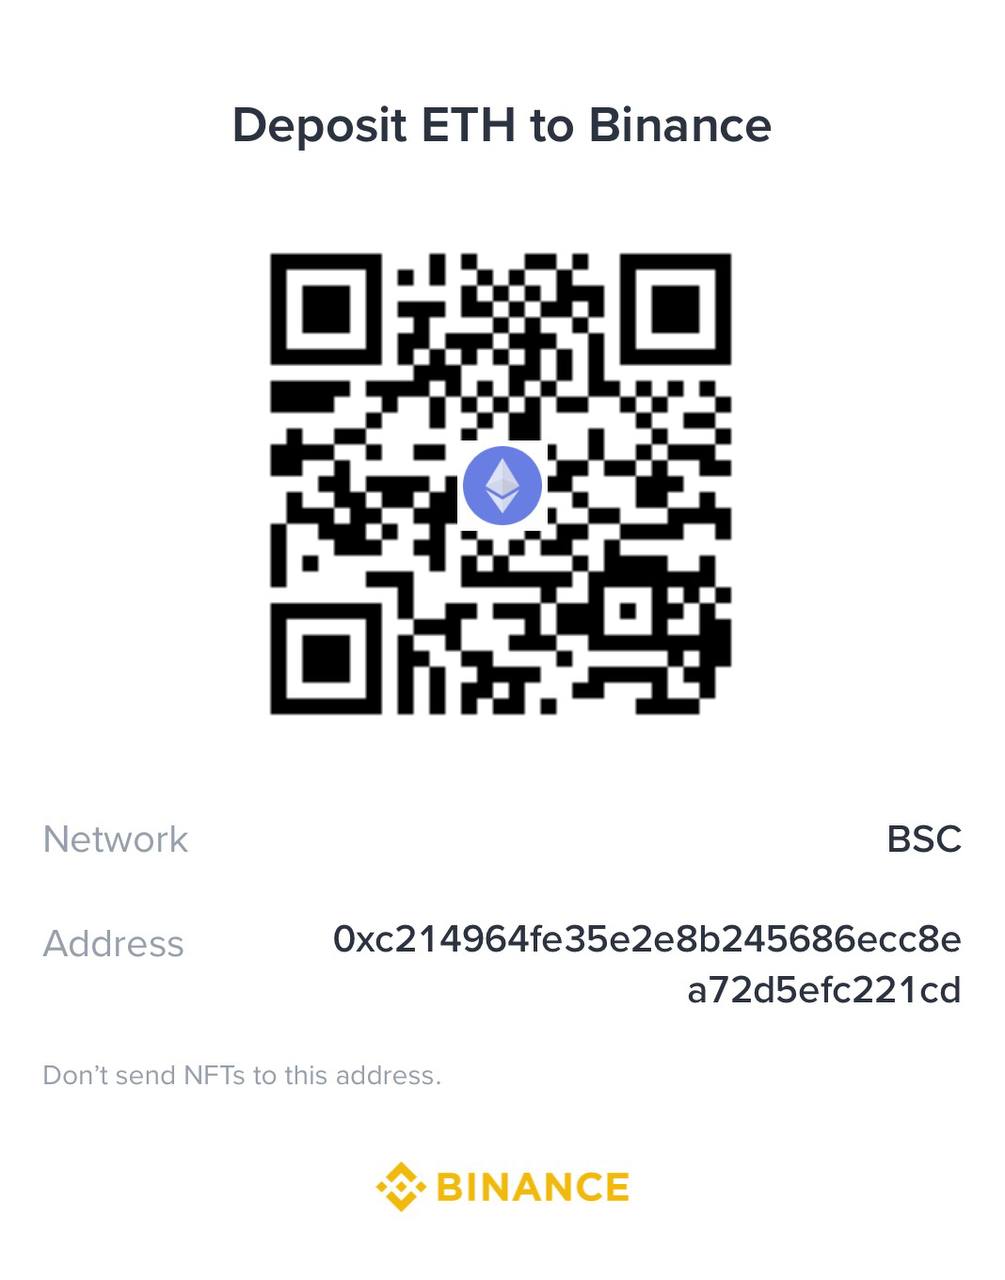 Deposit ETH to Binance
Network
BSC
Address
0xc214964fe35e2e8b245686ecc8e
a72d5efc221cd
Don’t send NFTs to this address.
BINANCE